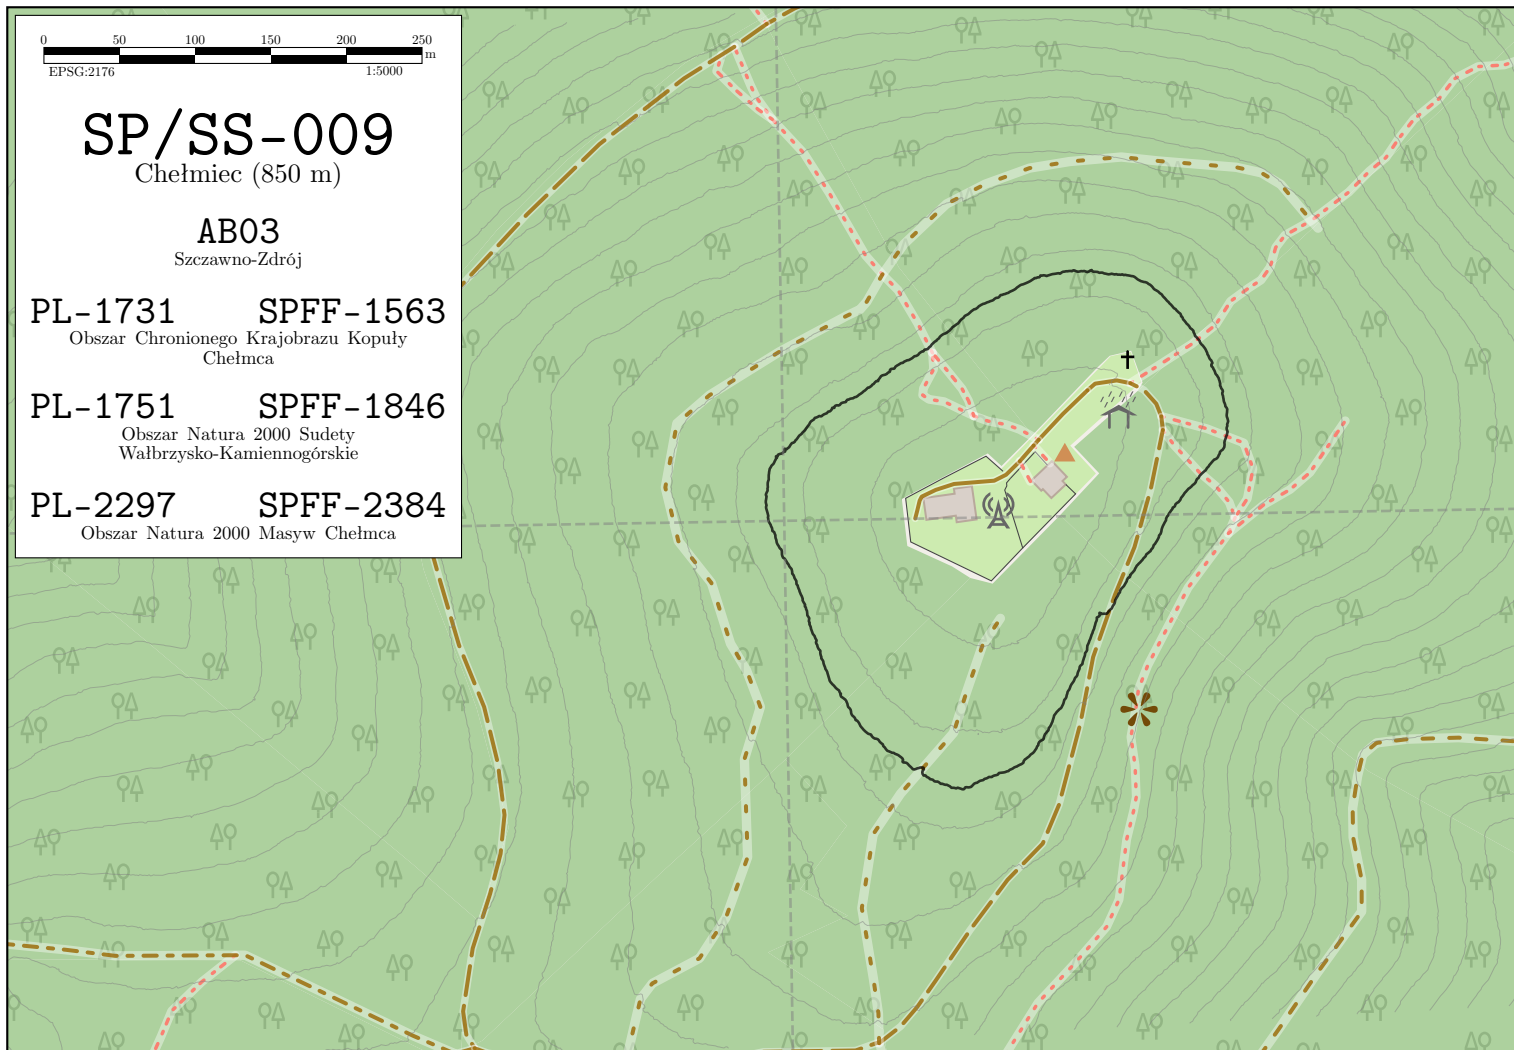 0 50 100 150 200 250
m
EPSG:2176 1:5000
SP/SS-009
Chełmiec (850 m)
AB03
Szczawno-Zdrój
PL-1731 SPFF-1563
Obszar Chronionego Krajobrazu Kopuły
Chełmca
PL-1751 SPFF-1846
Obszar Natura 2000 Sudety
Wałbrzysko-Kamiennogórskie
PL-2297 SPFF-2384
Obszar Natura 2000 Masyw Chełmca